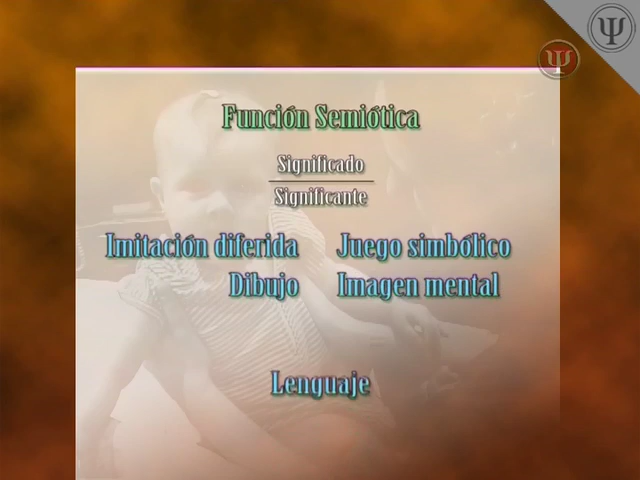 Función Semiótica
Significado
Significante
Imitación diferida Juego simbólico
Dibujo Imagen mental
Lenguaje